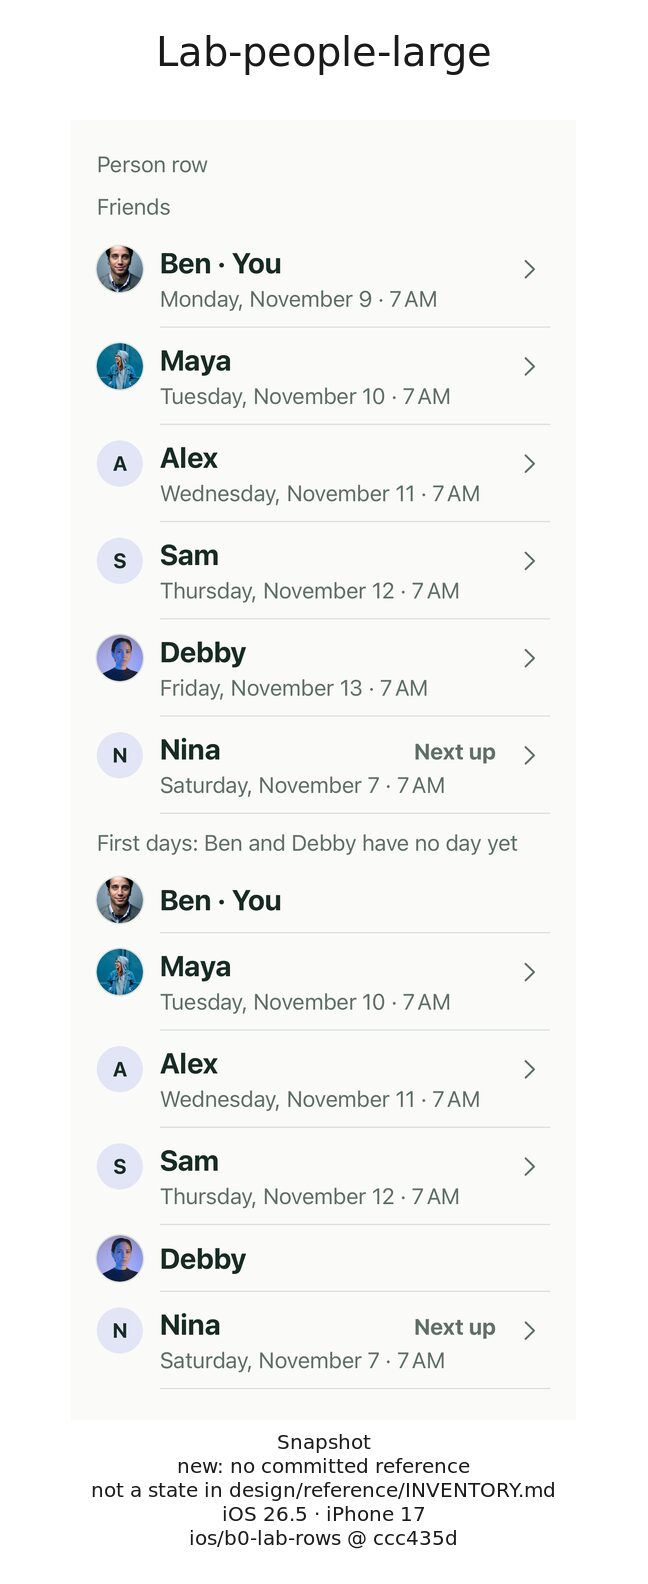 Lab-people-large
Person row
Friends
Ben · You
Monday, November 9 · 7 AM
Maya
Tuesday, November 10 · 7 AM
A
Alex
Wednesday, November 11 · 7 AM
S
Sam
Thursday, November 12 · 7 AM
Debby
Friday, November 13 · 7 AM
N
Nina
Next up
Saturday, November 7 · 7 AM
First days: Ben and Debby have no day yet
Ben · You
Maya
Tuesday, November 10 · 7 AM
A
Alex
Wednesday, November 11 · 7 AM
S
Sam
Thursday, November 12 · 7 AM
Debby
N
Nina
Next up
Saturday, November 7 · 7 AM
Snapshot
new: no committed reference
not a state in design/reference/INVENTORY.md
iOS 26.5 · iPhone 17
ios/b0-lab-rows @ ccc435d